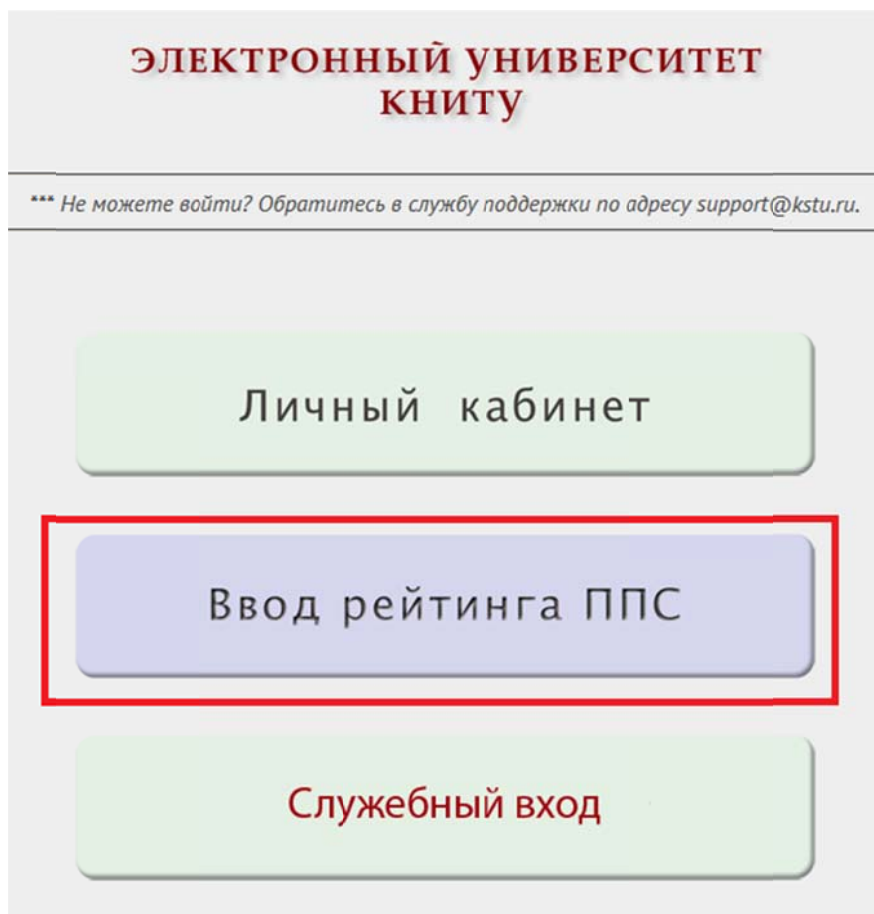 ЭЛЕКТРОННЫЙ УНИВЕРСИТЕТ
КНИТУ
*** Не можете войти? Обратитесь в службу поддержки по адресу support@kstu.ru.
Личный кабинет
Ввод рейтинга ППС
Служебный вход